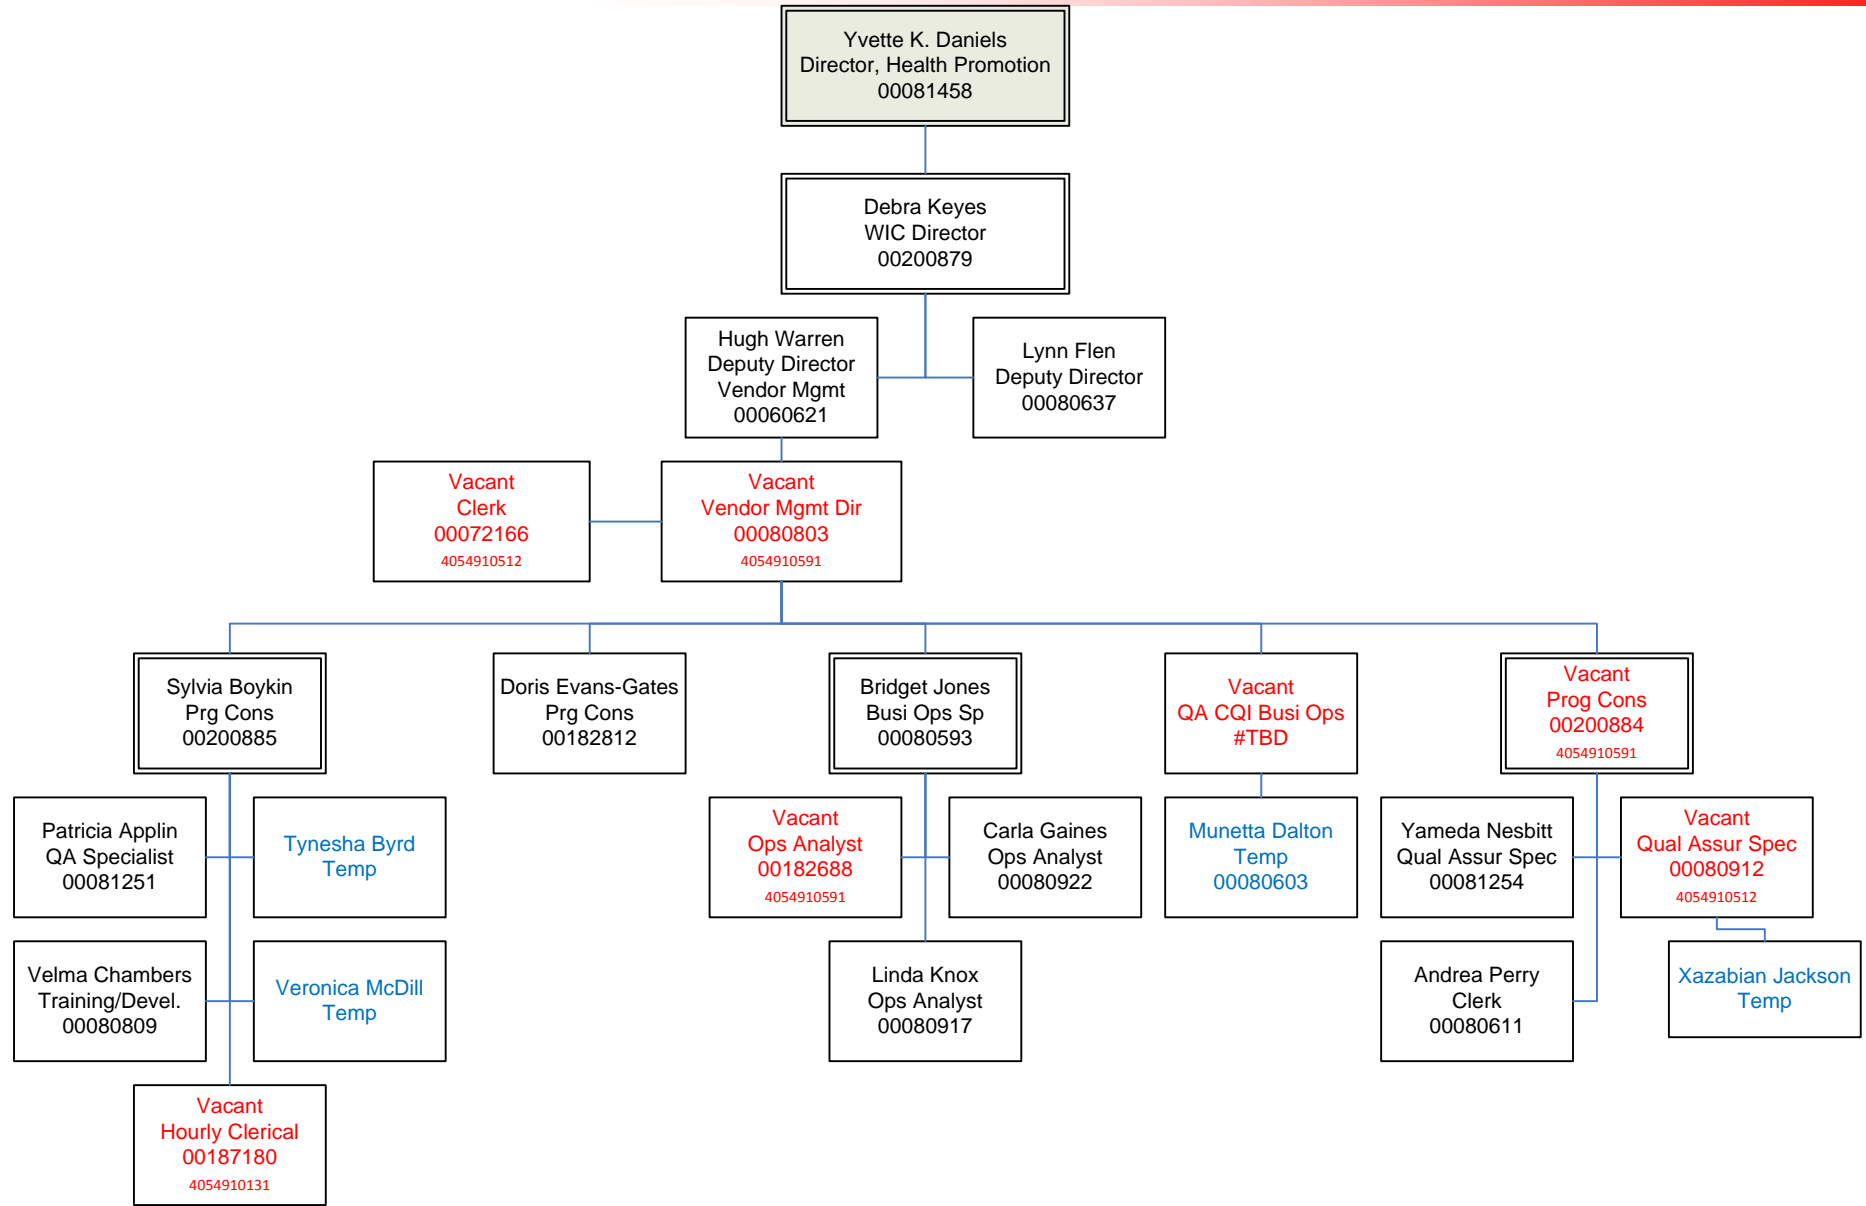 Yvette K. Daniels
Director, Health Promotion
00081458
Debra Keyes
WIC Director
00200879
Hugh Warren
Deputy Director
Vendor Mgmt
00060621
Lynn Flen
Deputy Director
00080637
Vacant
Clerk
00072166
4054910512
Vacant
Vendor Mgmt Dir
00080803
4054910591
Sylvia Boykin
Prg Cons
00200885
Doris Evans-Gates
Prg Cons
00182812
Bridget Jones
Busi Ops Sp
00080593
Vacant
QA CQI Busi Ops
#TBD
Vacant
Prog Cons
00200884
4054910591
Patricia Applin
QA Specialist
00081251
Tynesha Byrd
Temp
Vacant
Ops Analyst
00182688
4054910591
Carla Gaines
Ops Analyst
00080922
Munetta Dalton
Temp
00080603
Yameda Nesbitt
Qual Assur Spec
00081254
Vacant
Qual Assur Spec
00080912
4054910512
Velma Chambers
Training/Devel.
00080809
Veronica McDill
Temp
Linda Knox
Ops Analyst
00080917
Andrea Perry
Clerk
00080611
Xazabian Jackson
Temp
Vacant
Hourly Clerical
00187180
4054910131